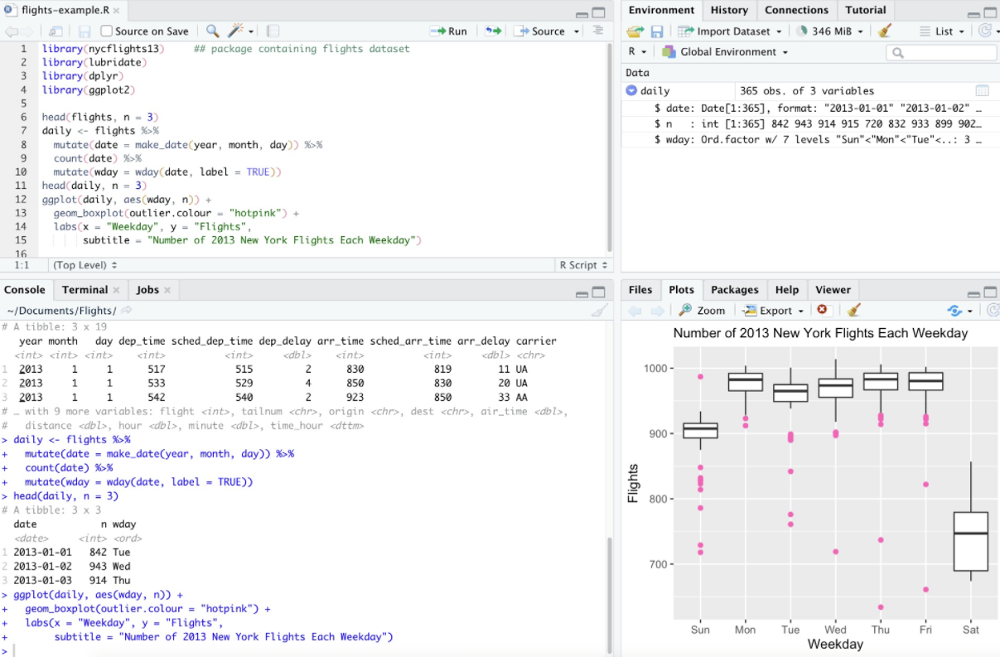 flights-example.R ×
Source on Save Run Source
1 library(nycflights13) ## package containing flights dataset
2 library(lubridate)
3 library(dplyr)
4 library(ggplot2)
5
6 head(flights, n = 3)
7 daily <- flights %>%
8 mutate(date = make_date(year, month, day)) %>%
9 count(date) %>%
10 mutate(wday = wday(date, label = TRUE))
11 head(daily, n = 3)
12 ggplot(daily, aes(wday, n)) +
13 geom_boxplot(outlier.colour = "hotpink") +
14 labs(x = "Weekday", y = "Flights",
15 subtitle = "Number of 2013 New York Flights Each Weekday")
16
1:1 (Top Level) R Script
Console Terminal × Jobs ×
~/Documents/Flights/
# A tibble: 3 x 19
year month day dep_time sched_dep_time dep_delay arr_time sched_arr_time arr_delay carrier
<int> <int> <int> <int> <int> <dbl> <int> <int> <dbl> <chr>
1 2013 1 1 517 515 2 830 819 11 UA
2 2013 1 1 533 529 4 850 830 20 UA
3 2013 1 1 542 540 2 923 850 33 AA
# … with 9 more variables: flight <int>, tailnum <chr>, origin <chr>, dest <chr>, air_time <dbl>,
# distance <dbl>, hour <dbl>, minute <dbl>, time_hour <dttm>
> daily <- flights %>%
+ mutate(date = make_date(year, month, day)) %>%
+ count(date) %>%
+ mutate(wday = wday(date, label = TRUE))
> head(daily, n = 3)
# A tibble: 3 x 3
date n wday
<date> <int> <ord>
1 2013-01-01 842 Tue
2 2013-01-02 943 Wed
3 2013-01-03 914 Thu
> ggplot(daily, aes(wday, n)) +
+ geom_boxplot(outlier.colour = "hotpink") +
+ labs(x = "Weekday", y = "Flights",
+ subtitle = "Number of 2013 New York Flights Each Weekday")
>
Environment History Connections Tutorial
Import Dataset 346 MiB List
R Global Environment
Data
daily 365 obs. of 3 variables
$ date: Date[1:365], format: "2013-01-01" "2013-01-02" …
$ n : int [1:365] 842 943 914 915 720 832 933 899 902…
$ wday: Ord.factor w/ 7 levels "Sun"<"Mon"<"Tue"<..: 3 …
Files Plots Packages Help Viewer
Zoom Export
Number of 2013 New York Flights Each Weekday
1000
900
800
700
Flights
Sun Mon Tue Wed Thu Fri Sat
Weekday